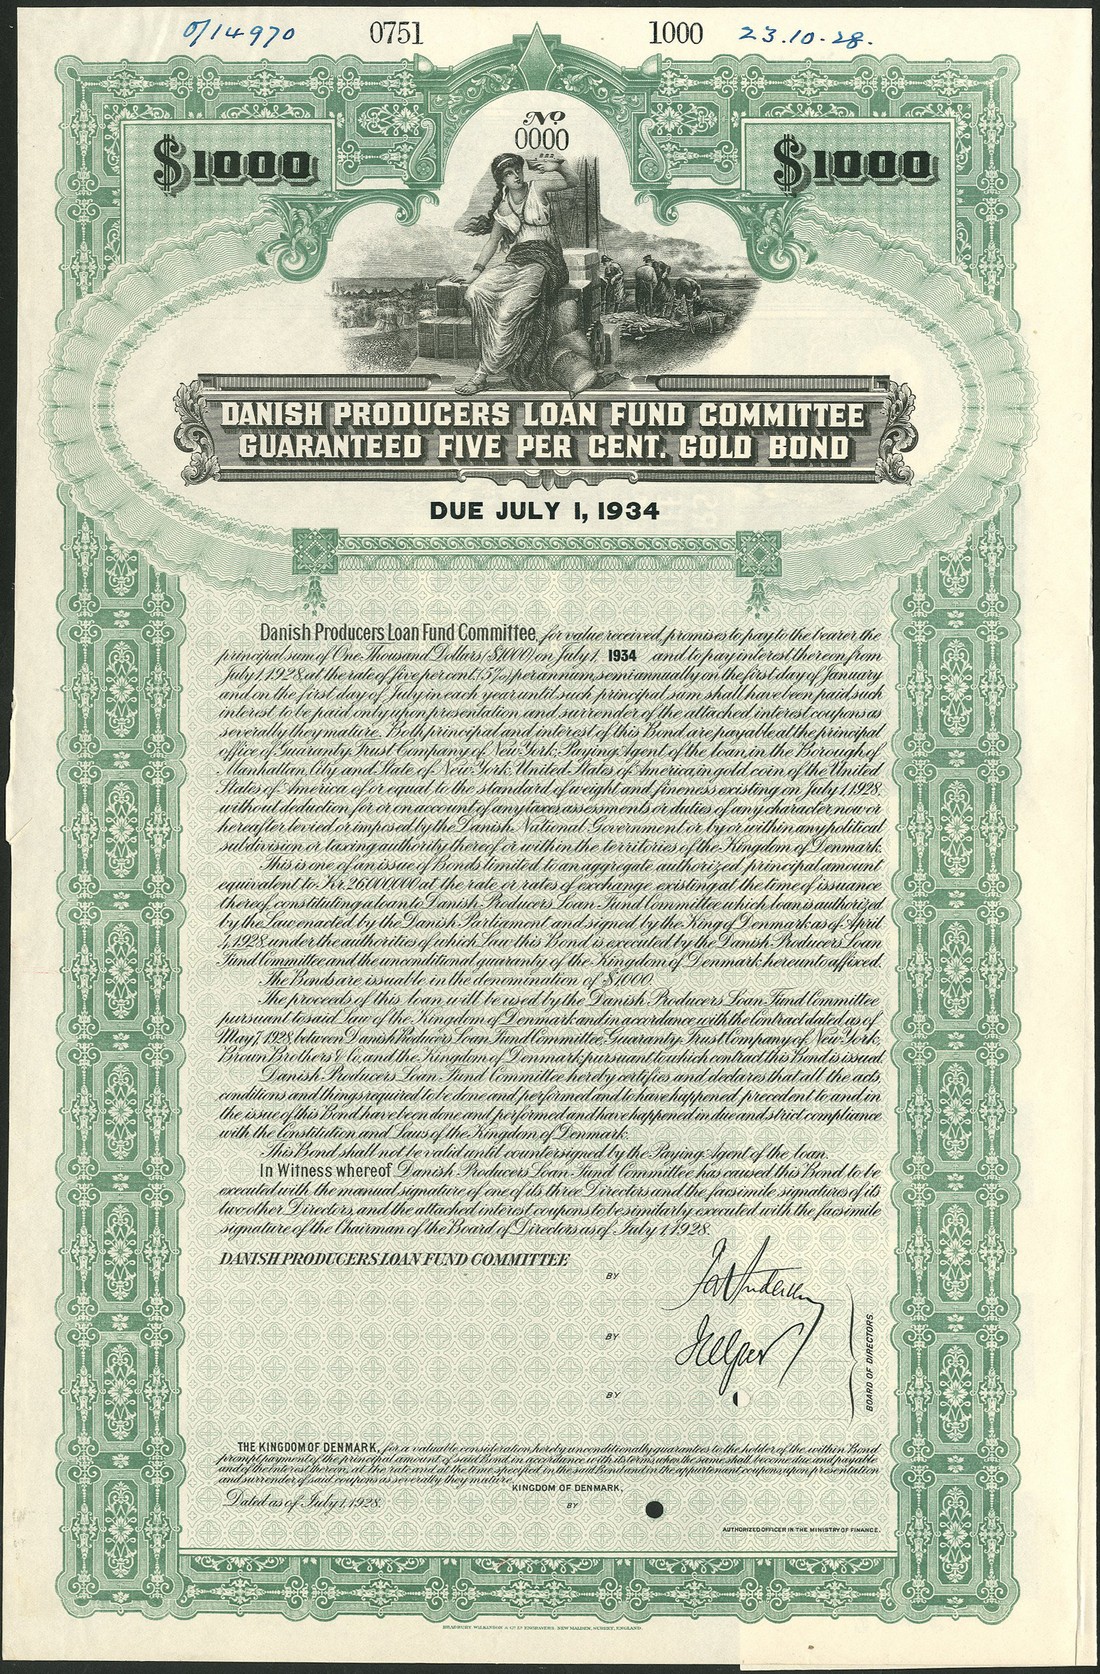 0/14970 0751 1000 23.10.28.
No
0000
$1000 $1000
DANISH PRODUCERS LOAN FUND COMMITTEE
GUARANTEED FIVE PER CENT. GOLD BOND
DUE JULY 1, 1934
Danish Producers Loan Fund Committee, for value received, promises to pay to the bearer the
principal sum of One Thousand Dollars ($1,000) on July 1, 1934 and to pay interest thereon from
July 1, 1928, at the rate of five per cent. (5%) per annum, semi-annually on the first day of January
and on the first day of July in each year until such principal sum shall have been paid, such
interest to be paid only upon presentation and surrender of the attached interest coupons as
severally they mature. Both principal and interest of this Bond are payable at the principal
office of Guaranty Trust Company of New York, Paying Agent of the loan, in the Borough of
Manhattan, City and State of New York, United States of America, in gold coin of the United
States of America of or equal to the standard of weight and fineness existing on July 1, 1928,
without deduction for or on account of any taxes, assessments or duties of any character now or
hereafter levied or imposed by the Danish National Government or by or within any political
subdivision or taxing authority thereof or within the territories of the Kingdom of Denmark.
This is one of an issue of Bonds limited to an aggregate authorized principal amount
equivalent to Kr. 26,000,000 at the rate or rates of exchange existing at the time of issuance
thereof, constituting a loan to Danish Producers Loan Fund Committee which loan is authorized
by the Law enacted by the Danish Parliament and signed by the King of Denmark as of April
4, 1928, under the authorities of which Law this Bond is executed by the Danish Producers Loan
Fund Committee and the unconditional guaranty of the Kingdom of Denmark hereunto affixed.
The Bonds are issuable in the denomination of $1,000.
The proceeds of this loan will be used by the Danish Producers Loan Fund Committee
pursuant to said Law of the Kingdom of Denmark and in accordance with the Contract dated as of
May 7, 1928, between Danish Producers Loan Fund Committee, Guaranty Trust Company of New York,
Brown Brothers & Co. and the Kingdom of Denmark, pursuant to which contract this Bond is issued.
Danish Producers Loan Fund Committee hereby certifies and declares that all the acts,
conditions and things required to be done and performed and to have happened precedent to and in
the issue of this Bond have been done and performed and have happened in due and strict compliance
with the Constitution and Laws of the Kingdom of Denmark.
This Bond shall not be valid until countersigned by the Paying Agent of the loan.
In Witness whereof Danish Producers Loan Fund Committee has caused this Bond to be
executed with the manual signature of one of its three Directors and the facsimile signatures of its
two other Directors, and the attached interest coupons to be similarly executed with the facsimile
signature of the Chairman of the Board of Directors as of July 1, 1928.
DANISH PRODUCERS LOAN FUND COMMITTEE
BY
BY
BY
BOARD OF DIRECTORS
THE KINGDOM OF DENMARK, for a valuable consideration, hereby unconditionally guarantees to the holder of the within Bond
prompt payment of the principal amount of said Bond, in accordance with its terms when the same shall become due and payable
and of the interest thereon, at the rate and at the time specified in the said Bond and in the appurtenant coupons upon presentation
and surrender of said coupons as severally they mature.
KINGDOM OF DENMARK,
Dated as of July 1, 1928.
BY
AUTHORIZED OFFICER IN THE MINISTRY OF FINANCE.
BRADBURY, WILKINSON & Co. Ld. ENGRAVERS, NEW MALDEN, SURREY, ENGLAND.